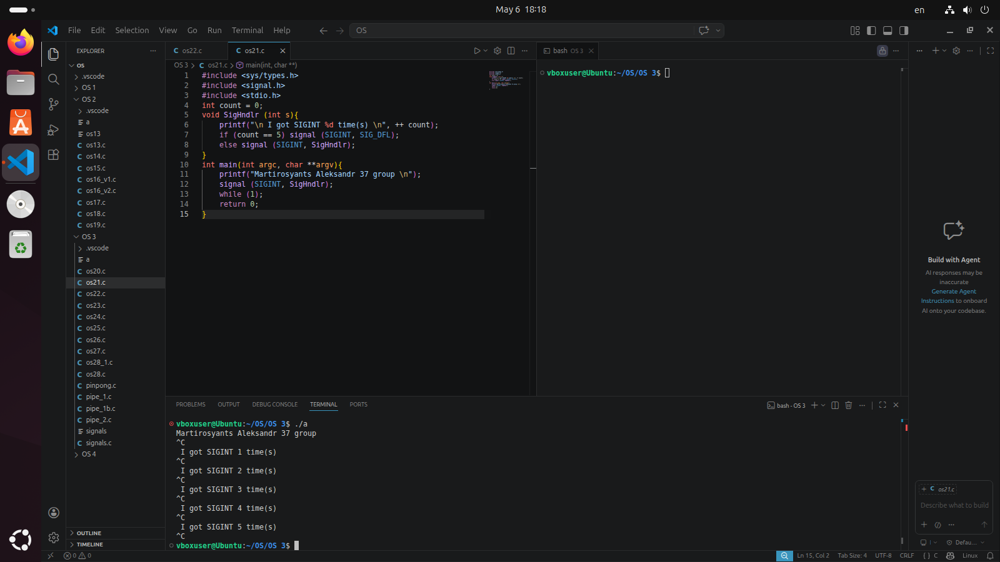 May 6 18:18
en
File Edit Selection View Go Run Terminal Help
OS
EXPLORER
OS
.vscode
OS 1
OS 2
.vscode
a
os13
os13.c
os14.c
os15.c
os16_v1.c
os16_v2.c
os17.c
os18.c
os19.c
OS 3
.vscode
a
os20.c
os21.c
os22.c
os23.c
os24.c
os25.c
os26.c
os27.c
os28_1.c
os28.c
pinpong.c
pipe_1.c
pipe_1b.c
pipe_2.c
signals
signals.c
OS 4
OUTLINE
TIMELINE
os22.c os21.c
OS 3 > os21.c > main(int, char **)
1 #include <sys/types.h>
2 #include <signal.h>
3 #include <stdio.h>
4 int count = 0;
5 void SigHndlr (int s){
6 printf("\n I got SIGINT %d time(s) \n", ++ count);
7 if (count == 5) signal (SIGINT, SIG_DFL);
8 else signal (SIGINT, SigHndlr);
9 }
10 int main(int argc, char **argv){
11 printf("Martirosyants Aleksandr 37 group \n");
12 signal (SIGINT, SigHndlr);
13 while (1);
14 return 0;
15 }
bash OS 3
vboxuser@Ubuntu:~/OS/OS 3$
Build with Agent
AI responses may be
inaccurate
Generate Agent
Instructions to onboard
AI onto your codebase.
os21.c
Describe what to build
Defau...
PROBLEMS OUTPUT DEBUG CONSOLE TERMINAL PORTS
bash - OS 3
vboxuser@Ubuntu:~/OS/OS 3$ ./a
Martirosyants Aleksandr 37 group
^C
I got SIGINT 1 time(s)
^C
I got SIGINT 2 time(s)
^C
I got SIGINT 3 time(s)
^C
I got SIGINT 4 time(s)
^C
I got SIGINT 5 time(s)
^C
vboxuser@Ubuntu:~/OS/OS 3$
0 0
Ln 15, Col 2 Tab Size: 4 UTF-8 CRLF {} C Linux